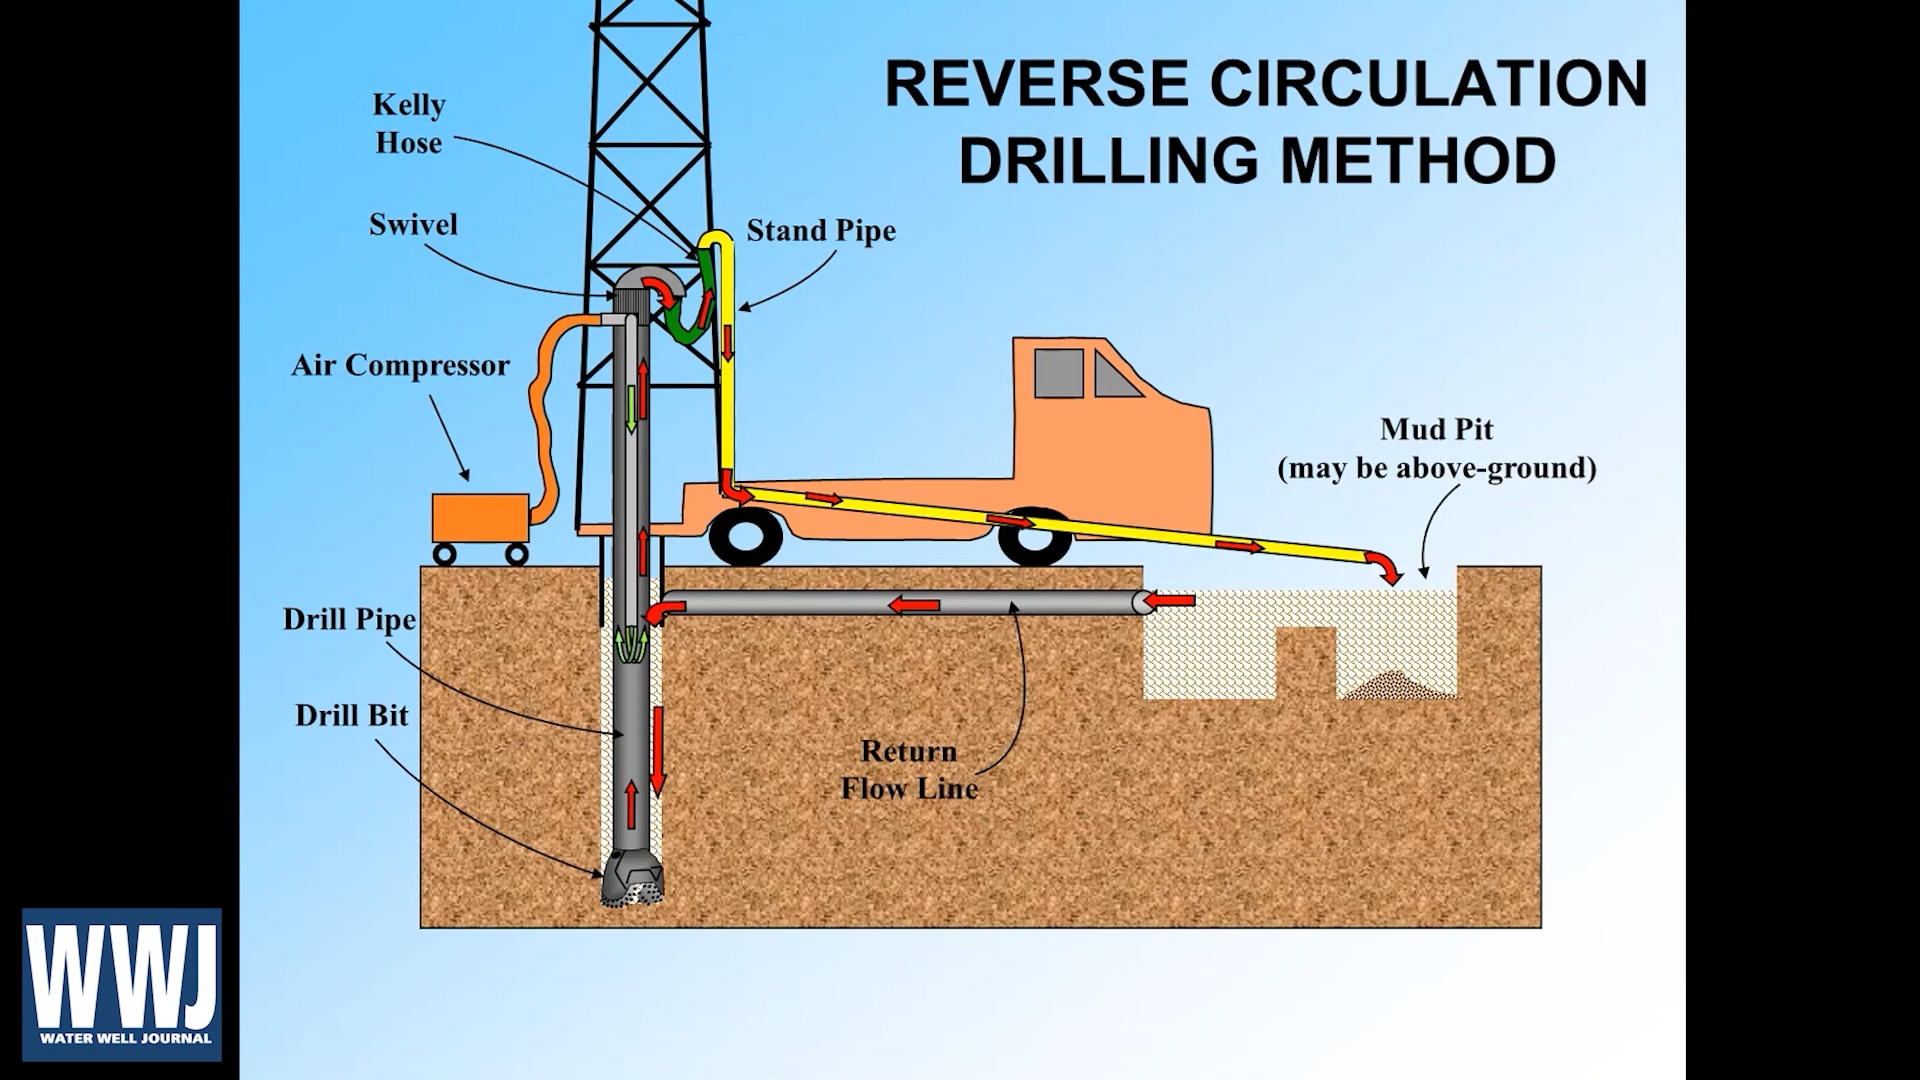 REVERSE CIRCULATION
DRILLING METHOD
Kelly
Hose
Swivel
Stand Pipe
Air Compressor
Mud Pit
(may be above-ground)
Drill Pipe
Drill Bit
Return
Flow Line
WWJ
WATER WELL JOURNAL